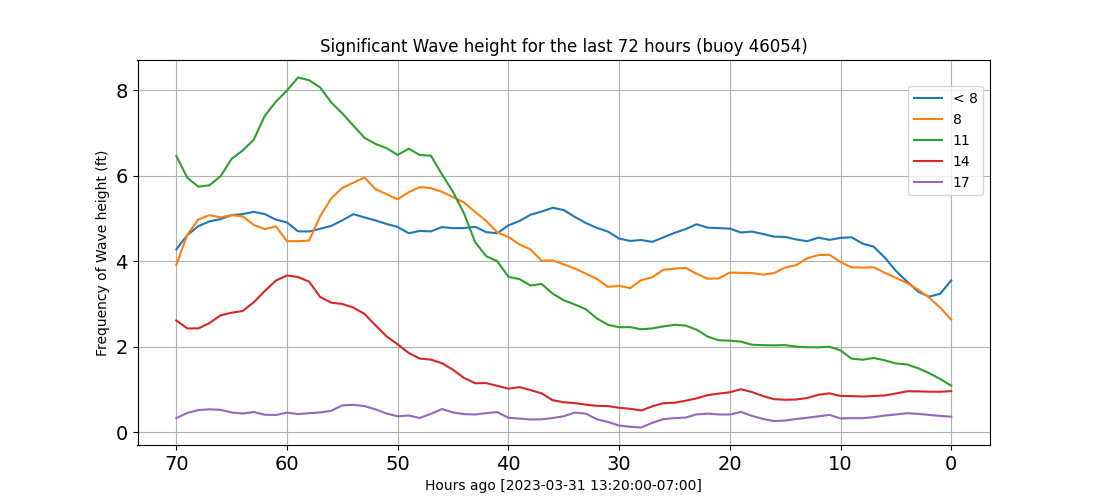 Significant Wave height for the last 72 hours (buoy 46054)
Frequency of Wave height (ft)
8
6
4
2
0
< 8
8
11
14
17
70 60 50 40 30 20 10 0
Hours ago [2023-03-31 13:20:00-07:00]